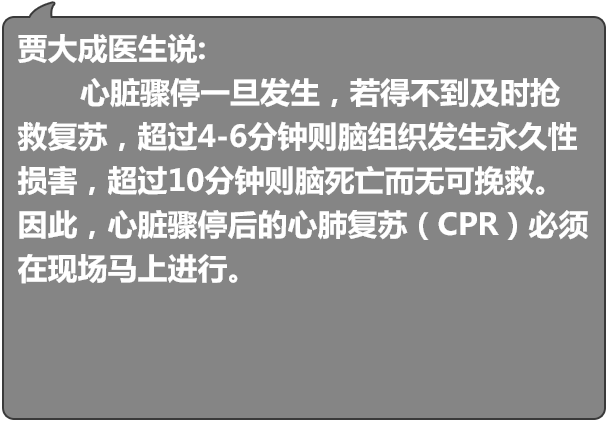 贾大成医生说:
心脏骤停一旦发生，若得不到及时抢
救复苏，超过4-6分钟则脑组织发生永久性
损害，超过10分钟则脑死亡而无可挽救。
因此，心脏骤停后的心肺复苏（CPR）必须
在现场马上进行。